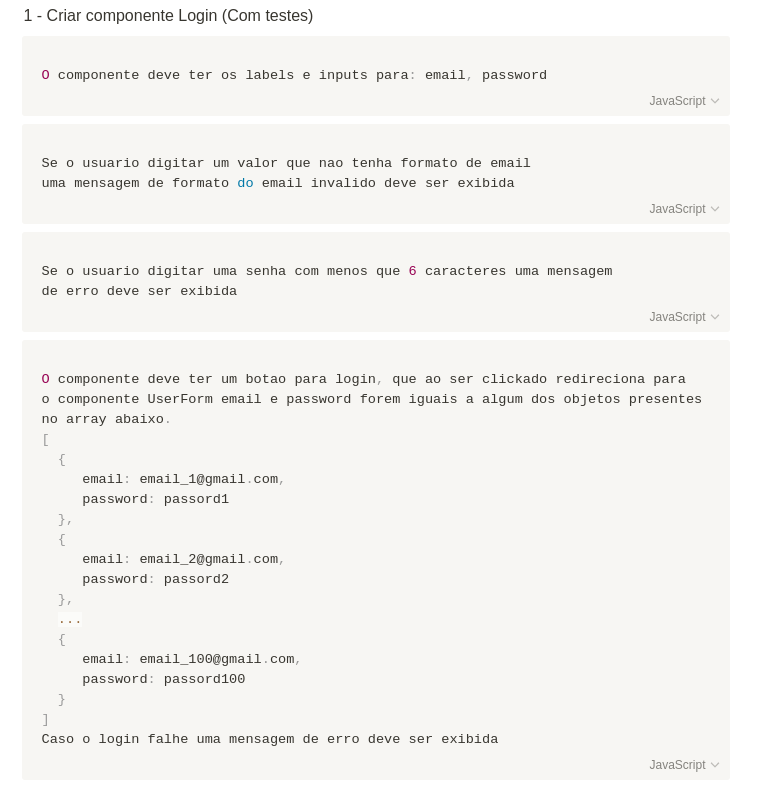 1 - Criar componente Login (Com testes)
O componente deve ter os labels e inputs para: email, password
JavaScript
Se o usuario digitar um valor que nao tenha formato de email
uma mensagem de formato do email invalido deve ser exibida
JavaScript
Se o usuario digitar uma senha com menos que 6 caracteres uma mensagem
de erro deve ser exibida
JavaScript
O componente deve ter um botao para login, que ao ser clickado redireciona para
o componente UserForm email e password forem iguais a algum dos objetos presentes
no array abaixo.
[
  {
     email: email_1@gmail.com,
     password: passord1
  },
  {
     email: email_2@gmail.com,
     password: passord2
  },
  ...
  {
     email: email_100@gmail.com,
     password: passord100
  }
]
Caso o login falhe uma mensagem de erro deve ser exibida
JavaScript